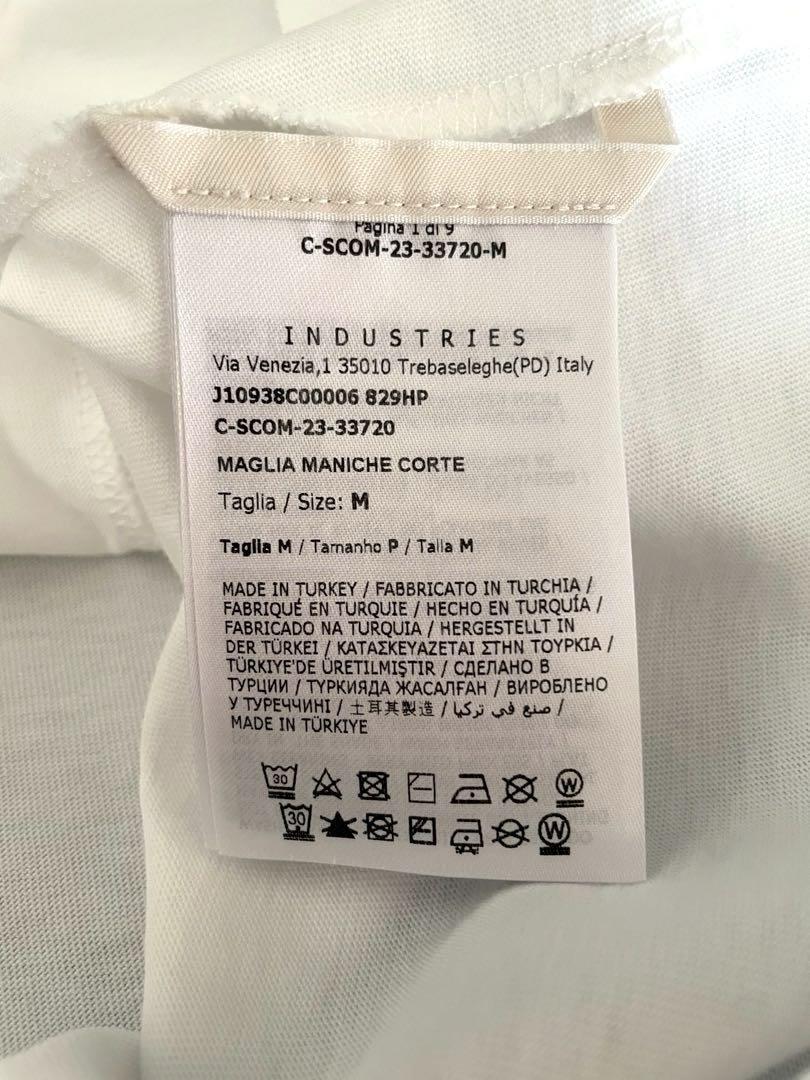 Pagina 1 di 9
C-SCOM-23-33720-M
INDUSTRIES
Via Venezia,1 35010 Trebaseleghe(PD) Italy
J10938C00006 829HP
C-SCOM-23-33720
MAGLIA MANICHE CORTE
Taglia / Size: M
Taglia M / Tamanho P / Talla M
MADE IN TURKEY / FABBRICATO IN TURCHIA /
FABRIQUÉ EN TURQUIE / HECHO EN TURQUÍA /
FABRICADO NA TURQUIA / HERGESTELLT IN
DER TÜRKEI / ΚΑΤΑΣΚΕΥΑΖΕΤΑΙ ΣΤΗΝ ΤΟΥΡΚΙΑ /
TÜRKIYE'DE ÜRETILMIŞTIR / СДЕЛАНО В
ТУРЦИИ / ТҮРКИЯДА ЖАСАЛҒАН / ВИРОБЛЕНО
У ТУРЕЧЧИНІ / 土耳其製造 / صنع في تركيا /
MADE IN TÜRKIYE
30 W
30 W